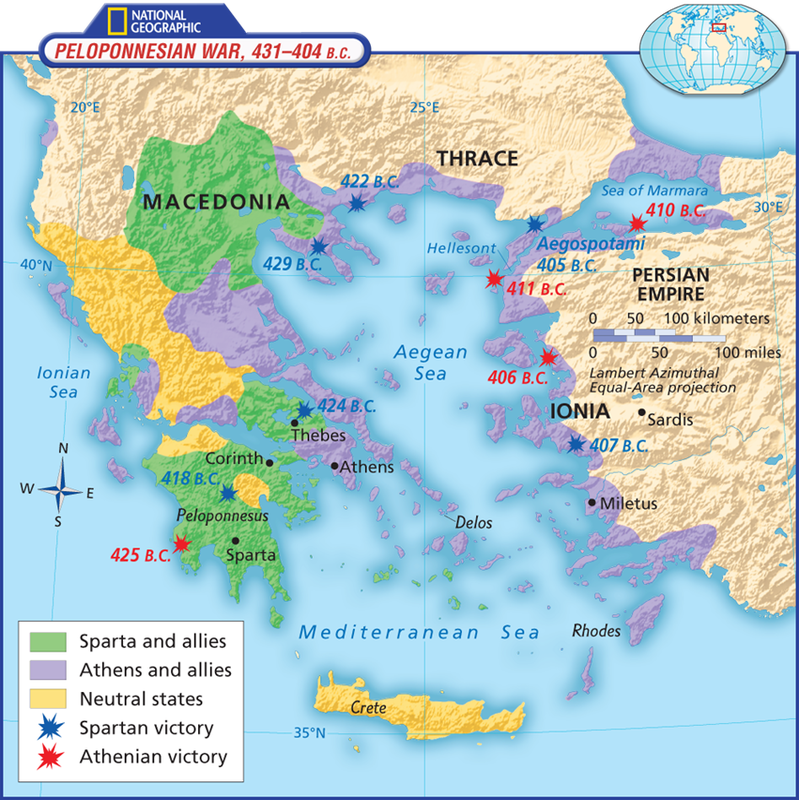 NATIONAL
GEOGRAPHIC
PELOPONNESIAN WAR, 431–404 B.C.
20°E
25°E
THRACE
422 B.C.
MACEDONIA
Sea of Marmara
410 B.C.
30°E
Hellesont
Aegospotami
405 B.C.
429 B.C.
40°N
411 B.C.
PERSIAN
EMPIRE
0 50 100 kilometers
0 50 100 miles
Lambert Azimuthal
Equal-Area projection
Aegean
Sea
Ionian
Sea
406 B.C.
424 B.C.
IONIA
Sardis
Thebes
407 B.C.
N
Corinth
Athens
418 B.C.
W E
Miletus
S
Peloponnesus
Delos
425 B.C.
Sparta
Mediterranean Sea
Rhodes
Sparta and allies
Athens and allies
Neutral states
Spartan victory
Athenian victory
Crete
35°N